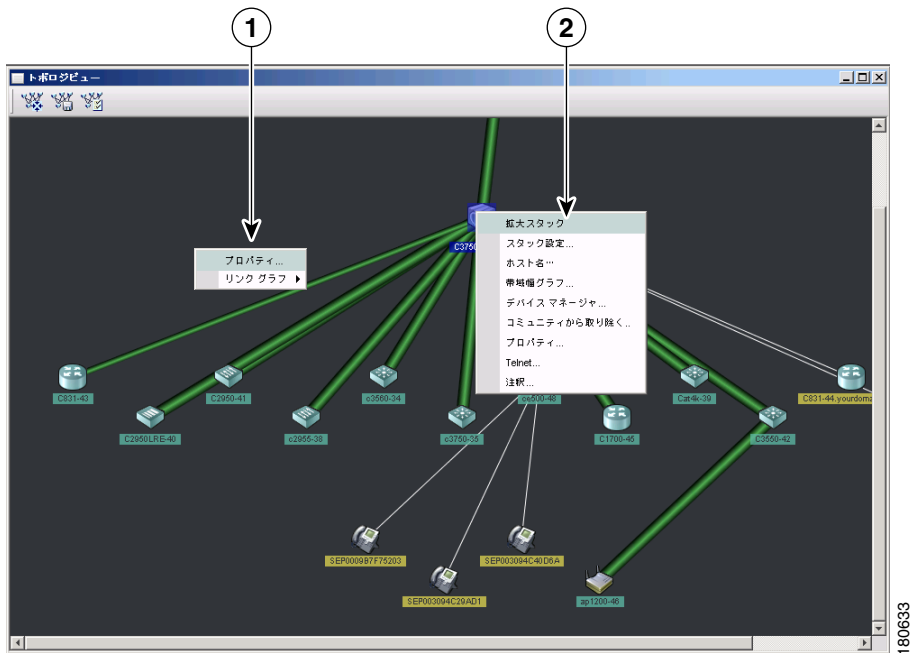 1
2
トポロジビュー
C3750
拡大スタック
スタック設定...
ホスト名…
帯域幅グラフ...
デバイス マネージャ...
コミュニティから取り除く..
プロパティ...
Telnet...
注釈...
プロパティ...
リンク グラフ
C831-43
C2950-41
c3560-34
ce500-48
Cat4k-39
C831-44.yourdoma
C2950LRE-40
c2955-38
c3750-35
C1700-45
C3550-42
SEP0009B7F75203
SEP003094C40D6A
SEP003094C29AD1
ap1200-46
180633